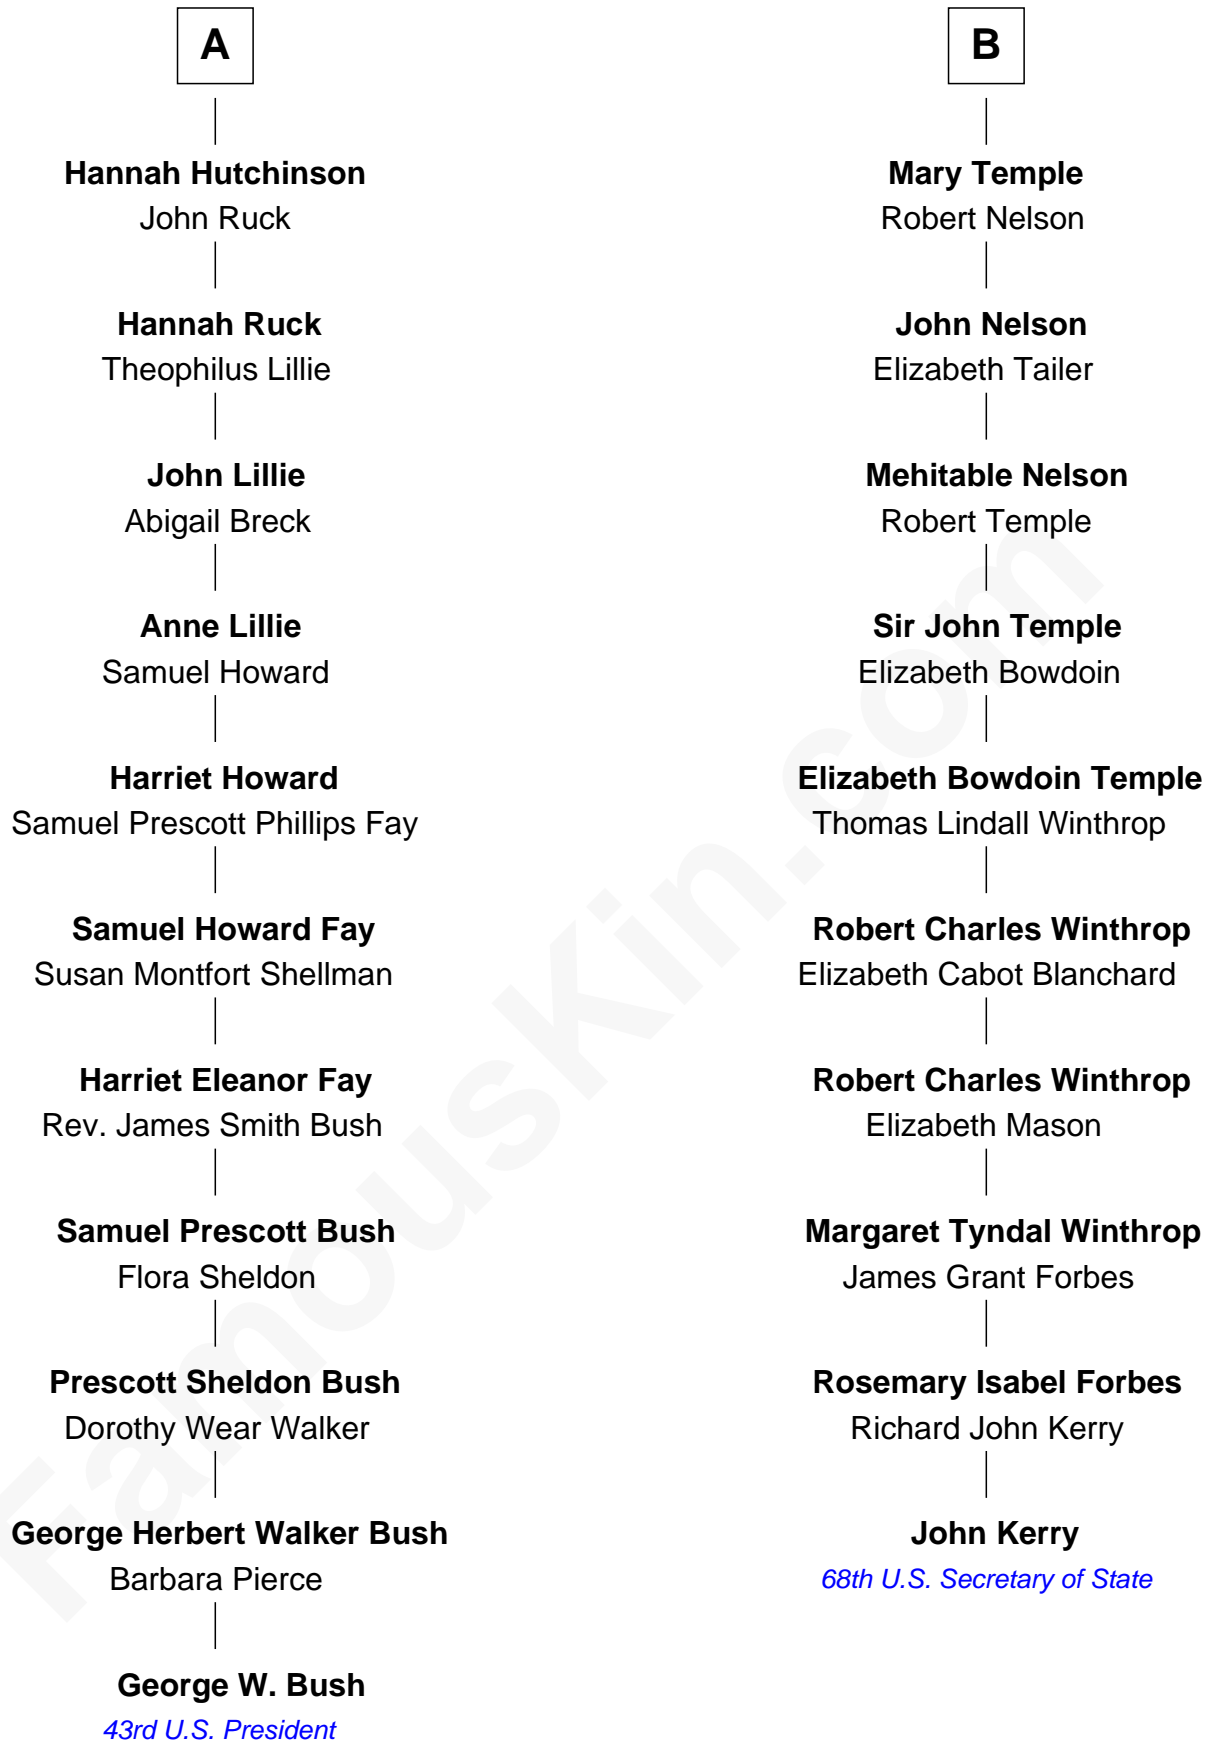 A
Hannah Hutchinson
John Ruck
Hannah Ruck
Theophilus Lillie
John Lillie
Abigail Breck
Anne Lillie
Samuel Howard
Harriet Howard
Samuel Prescott Phillips Fay
Samuel Howard Fay
Susan Montfort Shellman
Harriet Eleanor Fay
Rev. James Smith Bush
Samuel Prescott Bush
Flora Sheldon
Prescott Sheldon Bush
Dorothy Wear Walker
George Herbert Walker Bush
Barbara Pierce
George W. Bush
43rd U.S. President
B
Mary Temple
Robert Nelson
John Nelson
Elizabeth Tailer
Mehitable Nelson
Robert Temple
Sir John Temple
Elizabeth Bowdoin
Elizabeth Bowdoin Temple
Thomas Lindall Winthrop
Robert Charles Winthrop
Elizabeth Cabot Blanchard
Robert Charles Winthrop
Elizabeth Mason
Margaret Tyndal Winthrop
James Grant Forbes
Rosemary Isabel Forbes
Richard John Kerry
John Kerry
68th U.S. Secretary of State
FamousKin.com